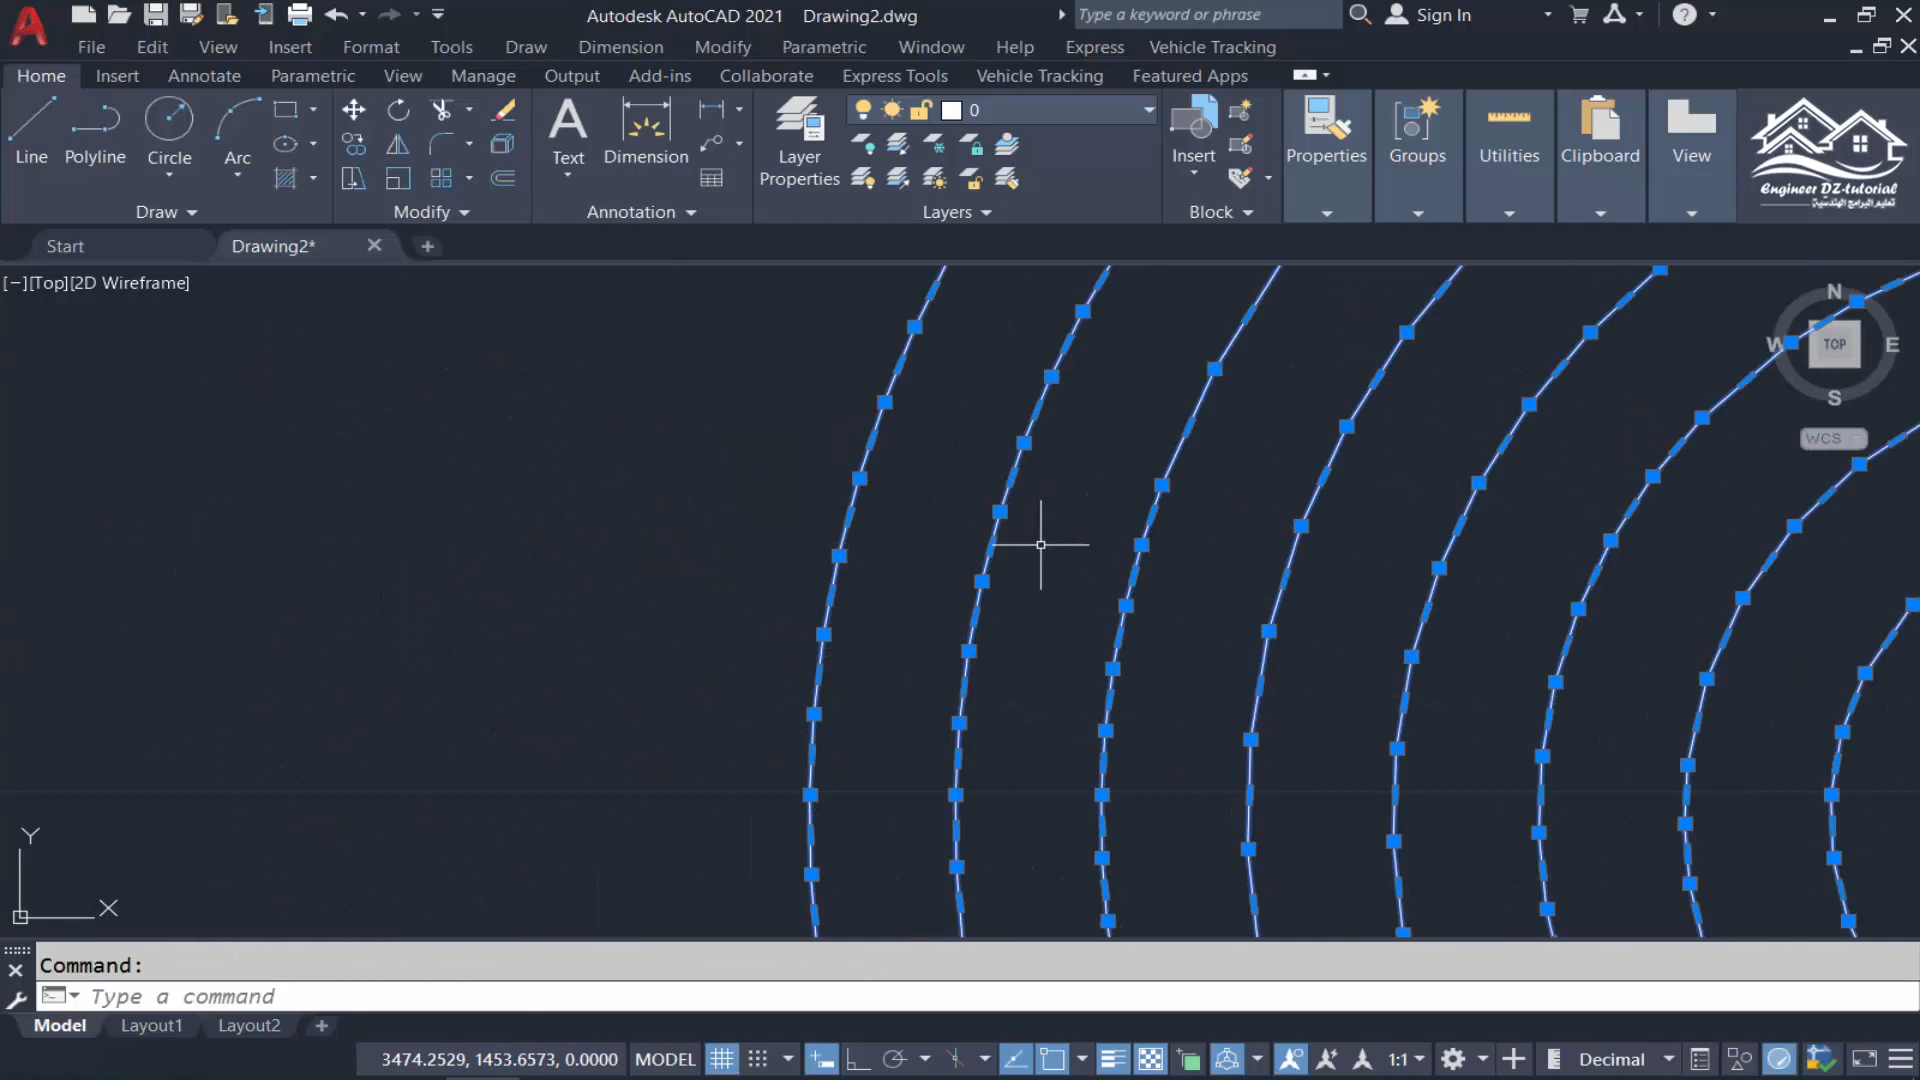 Autodesk AutoCAD 2021 Drawing2.dwg
Type a keyword or phrase
Sign In
File Edit View Insert Format Tools Draw Dimension Modify Parametric Window Help Express Vehicle Tracking
Home Insert Annotate Parametric View Manage Output Add-ins Collaborate Express Tools Vehicle Tracking Featured Apps
0
Line Polyline Circle Arc
Text Dimension
Layer Properties
Insert Properties Groups Utilities Clipboard View
Engineer DZ-tutorial
تعليم البرامج الهندسية
Draw Modify Annotation Layers Block
Start Drawing2*
[−][Top][2D Wireframe]
N
W TOP E
S
WCS
Y
X
Command:
Type a command
Model Layout1 Layout2
3474.2529, 1453.6573, 0.0000 MODEL 1:1 Decimal